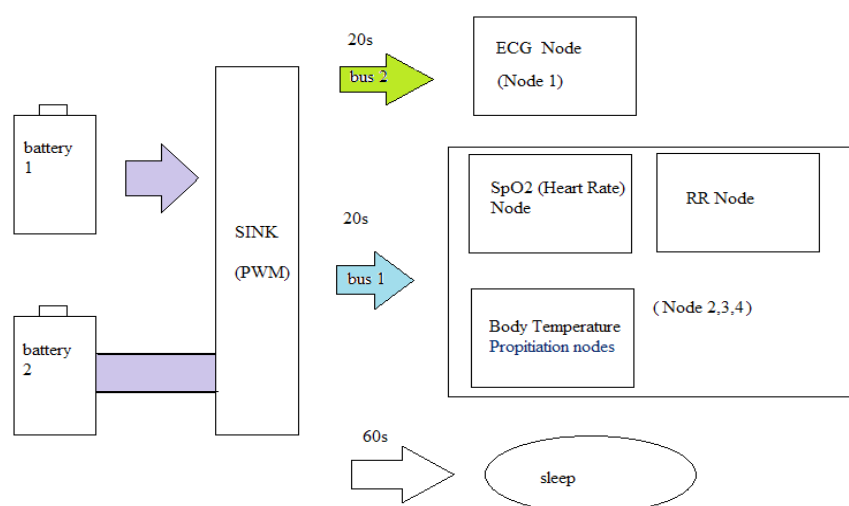 battery
1
battery
2
SINK
(PWM)
20s
bus 2
20s
bus 1
60s
ECG Node
(Node 1)
SpO2 (Heart Rate)
Node
RR Node
Body Temperature
Propitiation nodes
(Node 2,3,4)
sleep